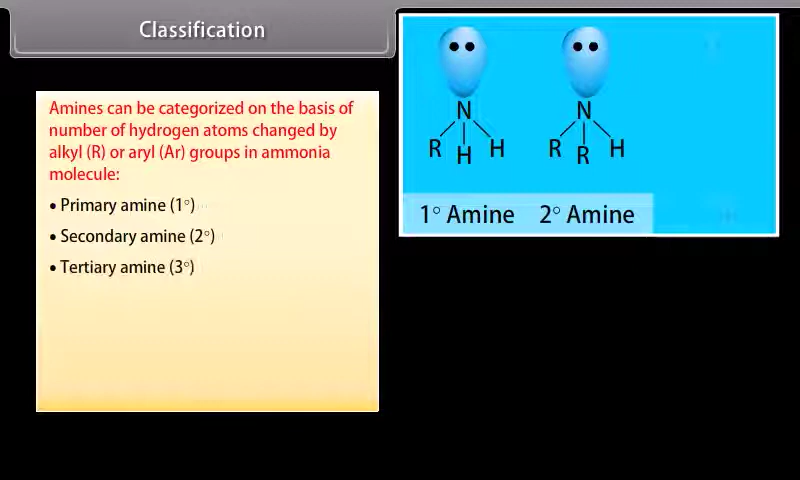 Classification
Amines can be categorized on the basis of
number of hydrogen atoms changed by
alkyl (R) or aryl (Ar) groups in ammonia
molecule:
• Primary amine (1°)
• Secondary amine (2°)
• Tertiary amine (3°)
N N
R H H R R H
1° Amine 2° Amine